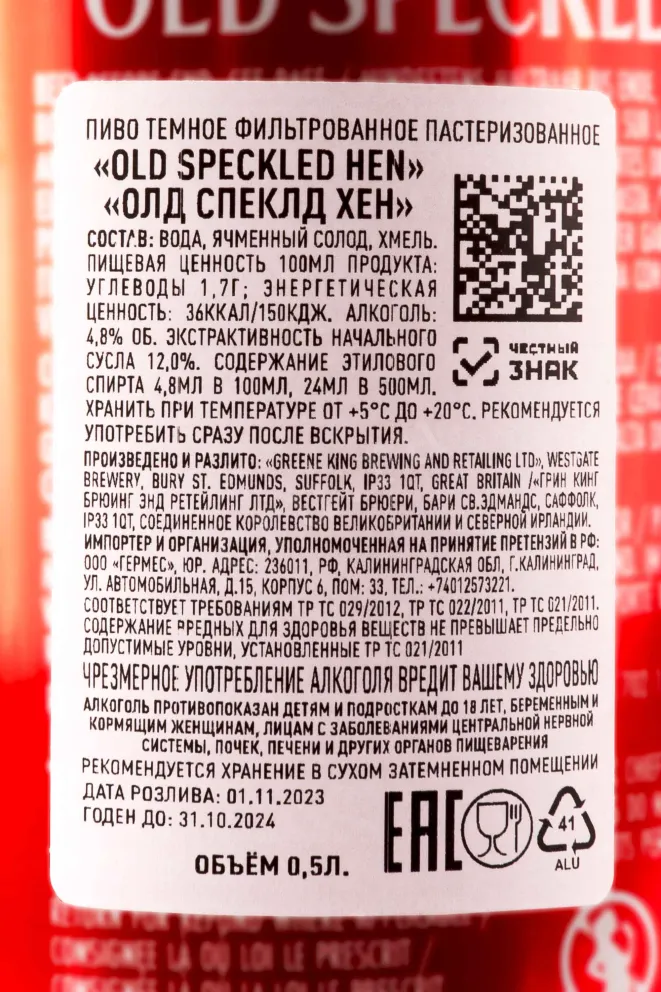 OLD SPECKLE
ПИВО ТЕМНОЕ ФИЛЬТРОВАННОЕ ПАСТЕРИЗОВАННОЕ
«OLD SPECKLED HEN»
«ОЛД СПЕКЛД ХЕН»
СОСТАВ: ВОДА, ЯЧМЕННЫЙ СОЛОД, ХМЕЛЬ.
ПИЩЕВАЯ ЦЕННОСТЬ 100МЛ ПРОДУКТА:
УГЛЕВОДЫ 1,7Г; ЭНЕРГЕТИЧЕСКАЯ
ЦЕННОСТЬ: 36ККАЛ/150КДЖ. АЛКОГОЛЬ:
4,8% ОБ. ЭКСТРАКТИВНОСТЬ НАЧАЛЬНОГО
СУСЛА 12,0%. СОДЕРЖАНИЕ ЭТИЛОВОГО
СПИРТА 4,8МЛ В 100МЛ, 24МЛ В 500МЛ.
ЧЕСТНЫЙ
ЗНАК
ХРАНИТЬ ПРИ ТЕМПЕРАТУРЕ ОТ +5°C ДО +20°C. РЕКОМЕНДУЕТСЯ
УПОТРЕБИТЬ СРАЗУ ПОСЛЕ ВСКРЫТИЯ.
ПРОИЗВЕДЕНО И РАЗЛИТО: «GREENE KING BREWING AND RETAILING LTD», WESTGATE
BREWERY, BURY ST. EDMUNDS, SUFFOLK, IP33 1QT, GREAT BRITAIN /«ГРИН КИНГ
БРЮИНГ ЭНД РЕТЕЙЛИНГ ЛТД», ВЕСТГЕЙТ БРЮЕРИ, БАРИ СВ.ЭДМАНДС, САФФОЛК,
IP33 1QT, СОЕДИНЕННОЕ КОРОЛЕВСТВО ВЕЛИКОБРИТАНИИ И СЕВЕРНОЙ ИРЛАНДИИ.
ИМПОРТЕР И ОРГАНИЗАЦИЯ, УПОЛНОМОЧЕННАЯ НА ПРИНЯТИЕ ПРЕТЕНЗИЙ В РФ:
ООО «ГЕРМЕС», ЮР. АДРЕС: 236011, РФ, КАЛИНИНГРАДСКАЯ ОБЛ, Г.КАЛИНИНГРАД,
УЛ. АВТОМОБИЛЬНАЯ, Д.15, КОРПУС 6, ПОМ: 33, ТЕЛ.: +74012573221.
СООТВЕТСТВУЕТ ТРЕБОВАНИЯМ ТР ТС 029/2012, ТР ТС 022/2011, ТР ТС 021/2011.
СОДЕРЖАНИЕ ВРЕДНЫХ ДЛЯ ЗДОРОВЬЯ ВЕЩЕСТВ НЕ ПРЕВЫШАЕТ ПРЕДЕЛЬНО
ДОПУСТИМЫЕ УРОВНИ, УСТАНОВЛЕННЫЕ ТР ТС 021/2011
ЧРЕЗМЕРНОЕ УПОТРЕБЛЕНИЕ АЛКОГОЛЯ ВРЕДИТ ВАШЕМУ ЗДОРОВЬЮ
АЛКОГОЛЬ ПРОТИВОПОКАЗАН ДЕТЯМ И ПОДРОСТКАМ ДО 18 ЛЕТ, БЕРЕМЕННЫМ И
КОРМЯЩИМ ЖЕНЩИНАМ, ЛИЦАМ С ЗАБОЛЕВАНИЯМИ ЦЕНТРАЛЬНОЙ НЕРВНОЙ
СИСТЕМЫ, ПОЧЕК, ПЕЧЕНИ И ДРУГИХ ОРГАНОВ ПИЩЕВАРЕНИЯ
РЕКОМЕНДУЕТСЯ ХРАНЕНИЕ В СУХОМ ЗАТЕМНЕННОМ ПОМЕЩЕНИИ
ДАТА РОЗЛИВА: 01.11.2023
ГОДЕН ДО: 31.10.2024
ОБЪЁМ 0,5Л.
EAC
41
ALU
CONSIGNÉE LÀ OÙ LOI LE PRESCRIT /